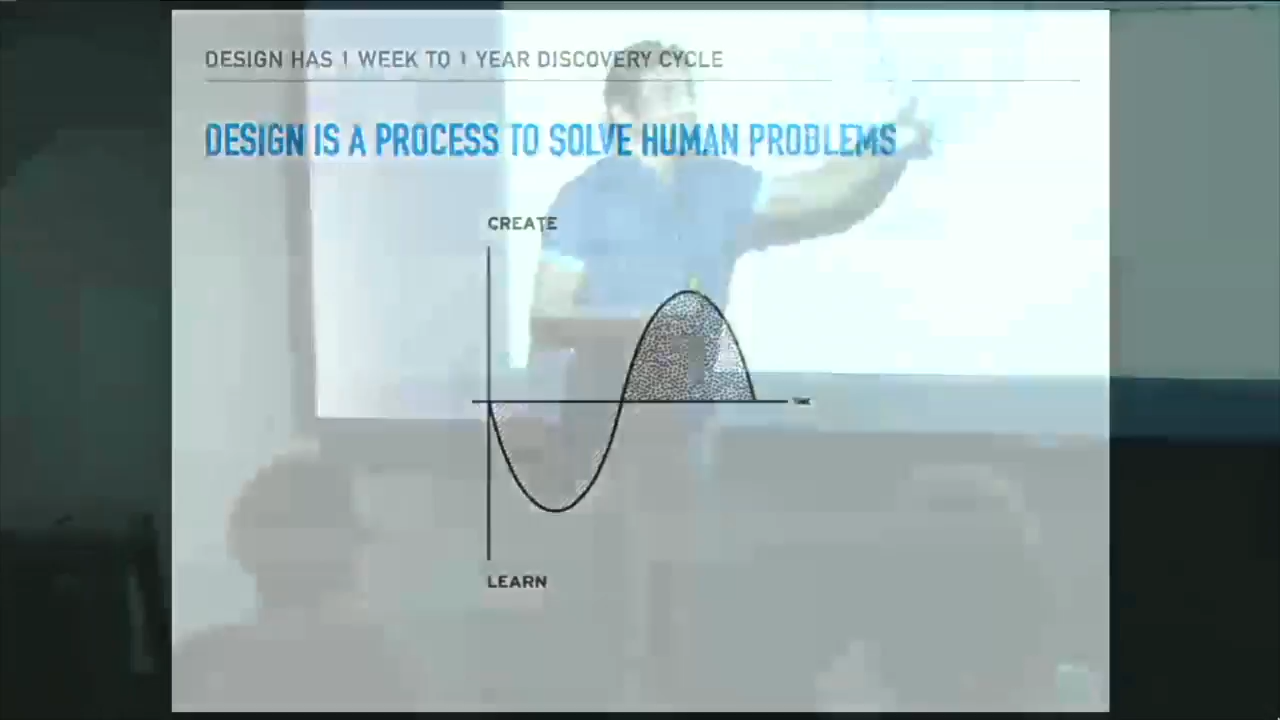 DESIGN HAS 1 WEEK TO 1 YEAR DISCOVERY CYCLE
DESIGN IS A PROCESS TO SOLVE HUMAN PROBLEMS
CREATE
LEARN